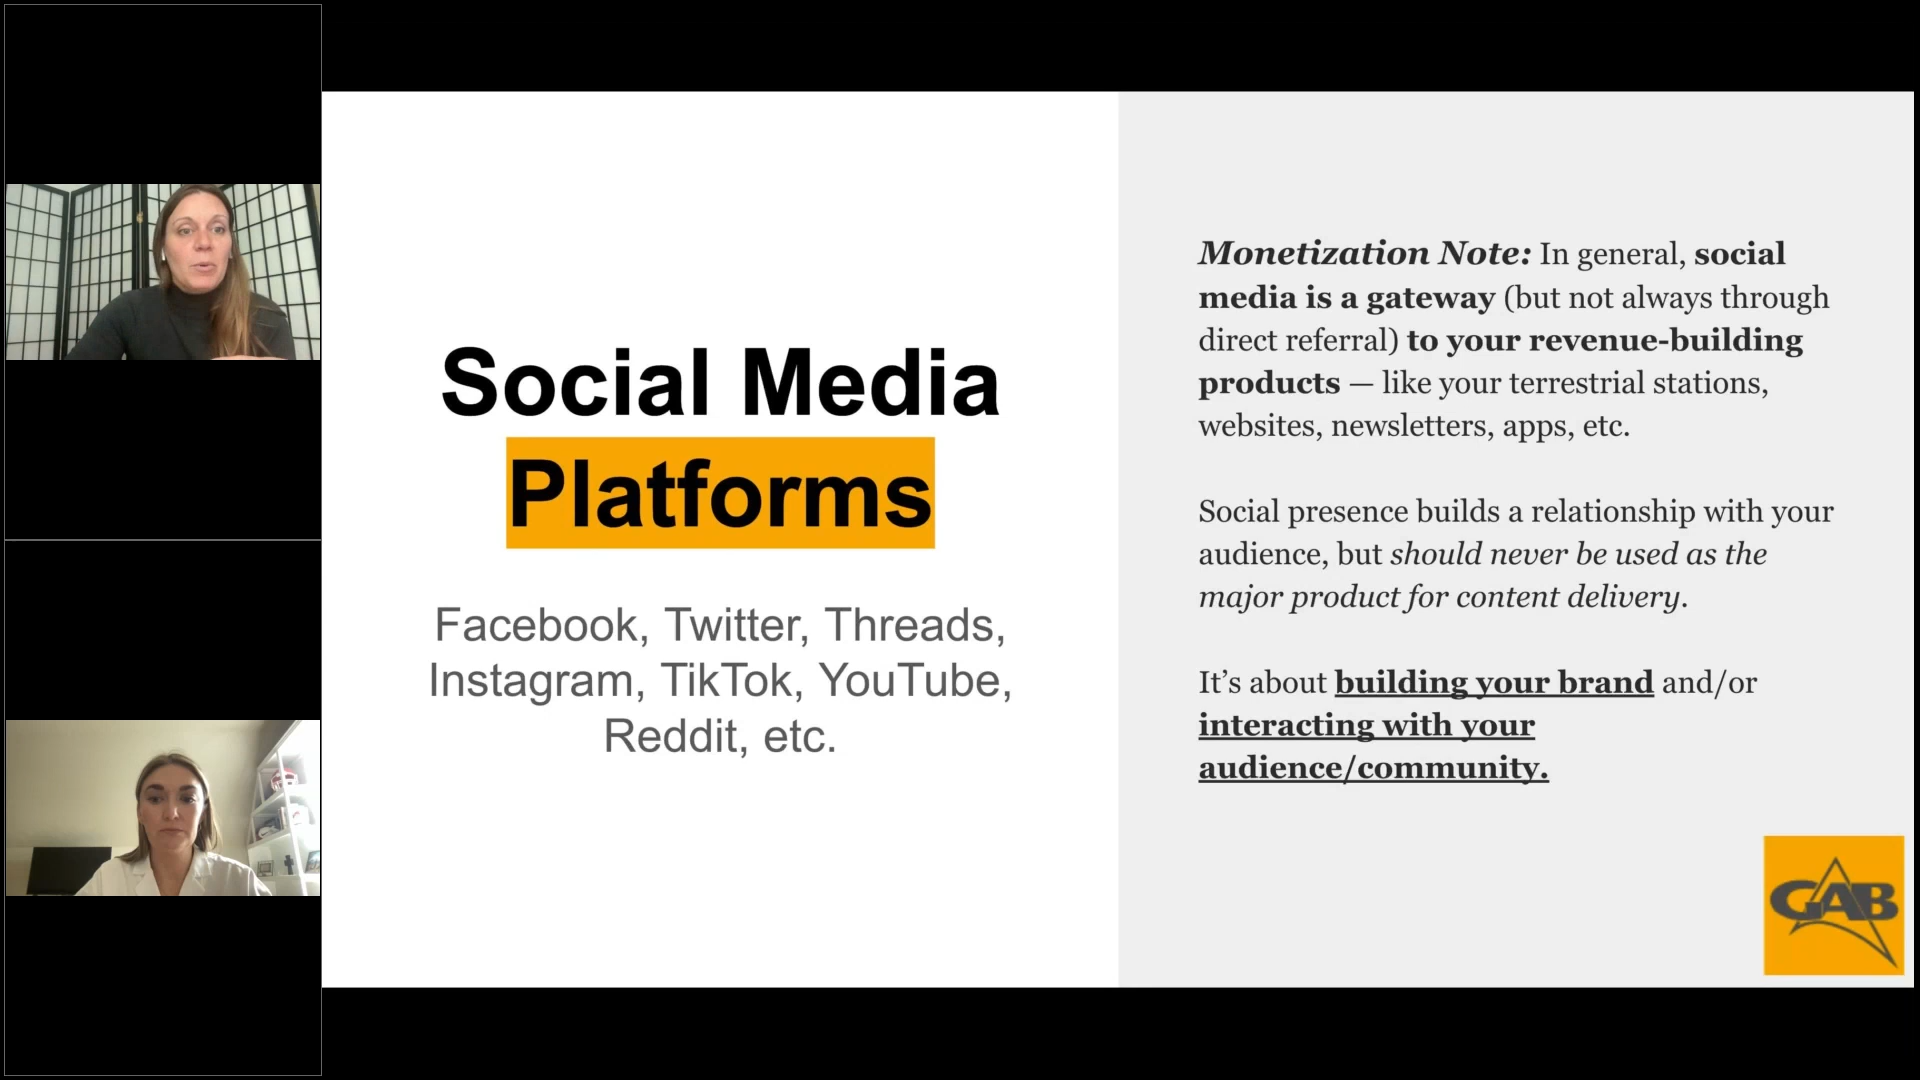 Social Media
Platforms
Facebook, Twitter, Threads,
Instagram, TikTok, YouTube,
Reddit, etc.
Monetization Note: In general, social
media is a gateway (but not always through
direct referral) to your revenue-building
products — like your terrestrial stations,
websites, newsletters, apps, etc.
Social presence builds a relationship with your
audience, but should never be used as the
major product for content delivery.
It’s about building your brand and/or
interacting with your
audience/community.
GAB